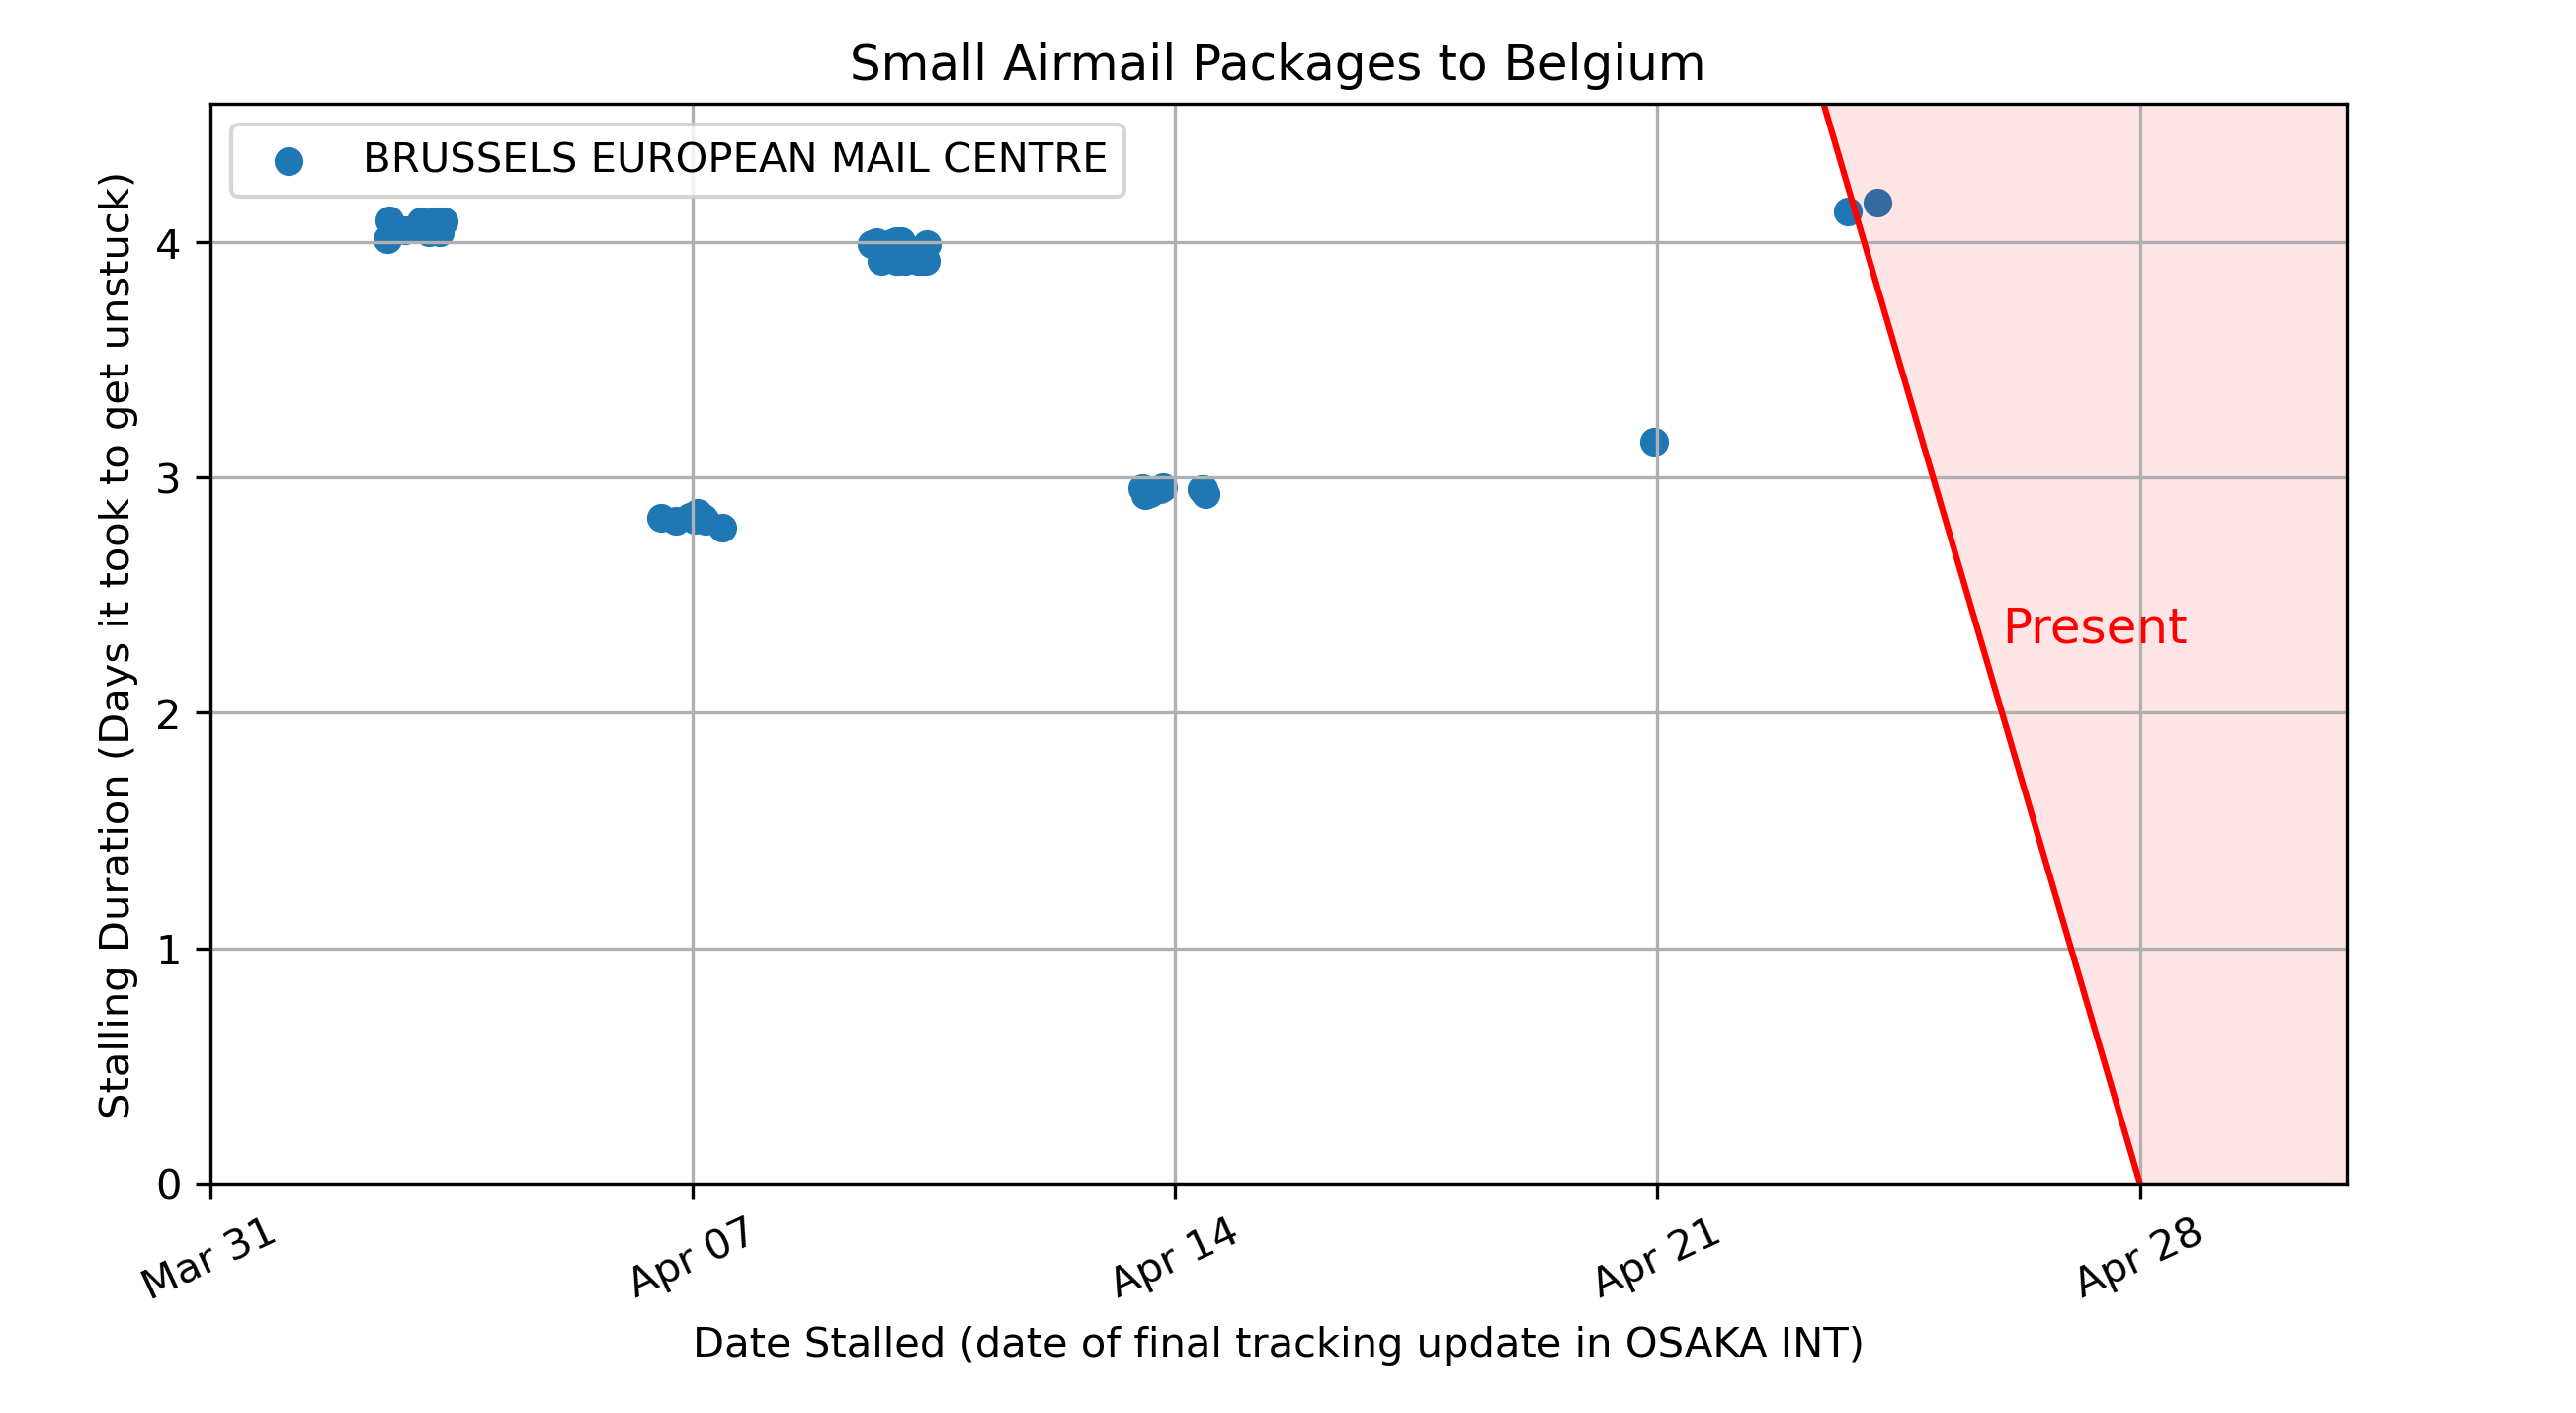 Small Airmail Packages to Belgium
BRUSSELS EUROPEAN MAIL CENTRE
Stalling Duration (Days it took to get unstuck)
4
3
2
1
0
Present
Mar 31
Apr 07
Apr 14
Apr 21
Apr 28
Date Stalled (date of final tracking update in OSAKA INT)